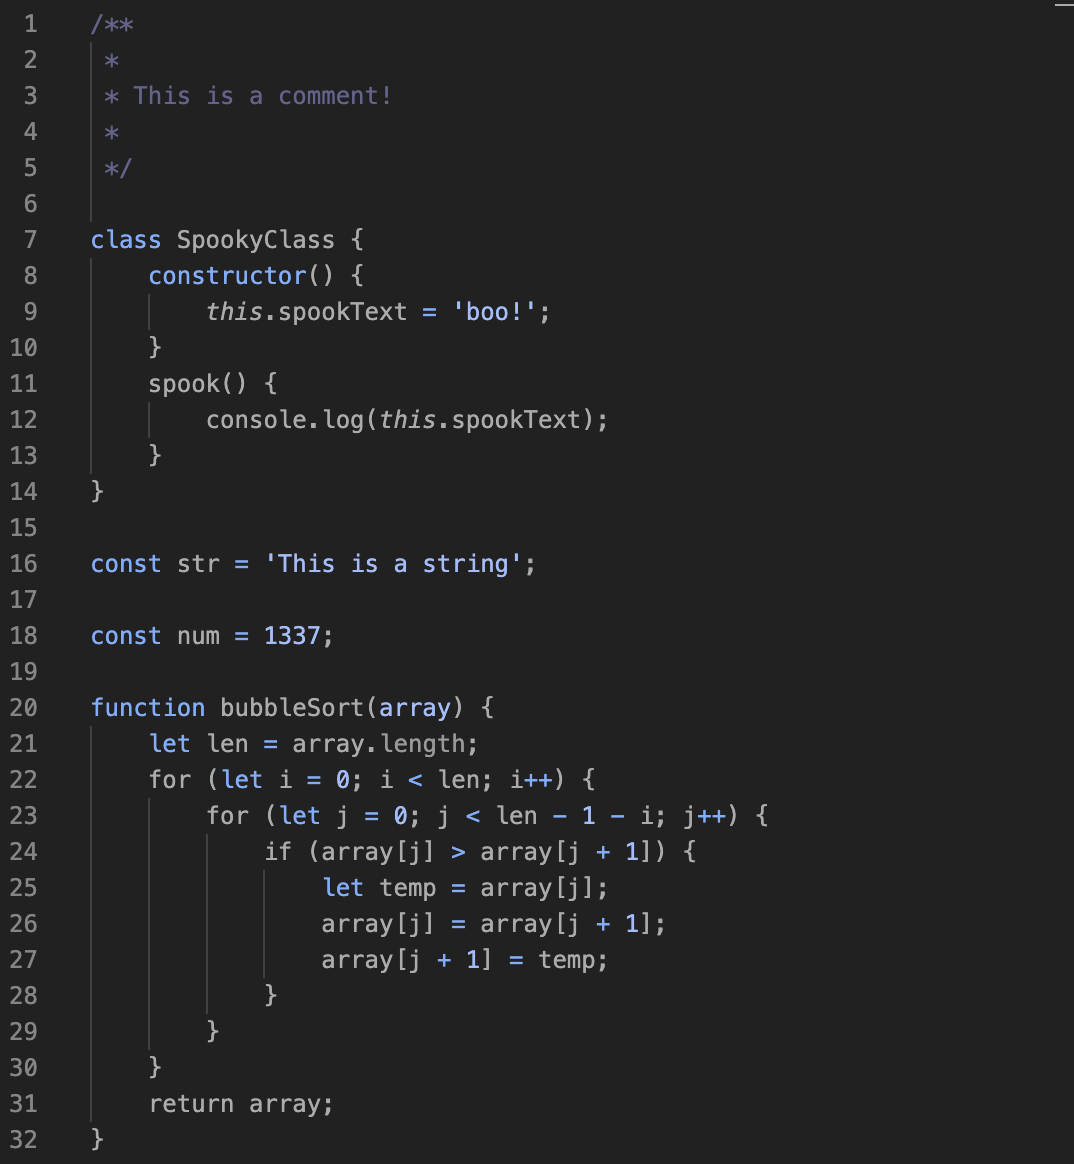 1 /**
2  *
3  * This is a comment!
4  *
5  */
6
7 class SpookyClass {
8     constructor() {
9         this.spookText = 'boo!';
10     }
11     spook() {
12         console.log(this.spookText);
13     }
14 }
15
16 const str = 'This is a string';
17
18 const num = 1337;
19
20 function bubbleSort(array) {
21     let len = array.length;
22     for (let i = 0; i < len; i++) {
23         for (let j = 0; j < len - 1 - i; j++) {
24             if (array[j] > array[j + 1]) {
25                 let temp = array[j];
26                 array[j] = array[j + 1];
27                 array[j + 1] = temp;
28             }
29         }
30     }
31     return array;
32 }